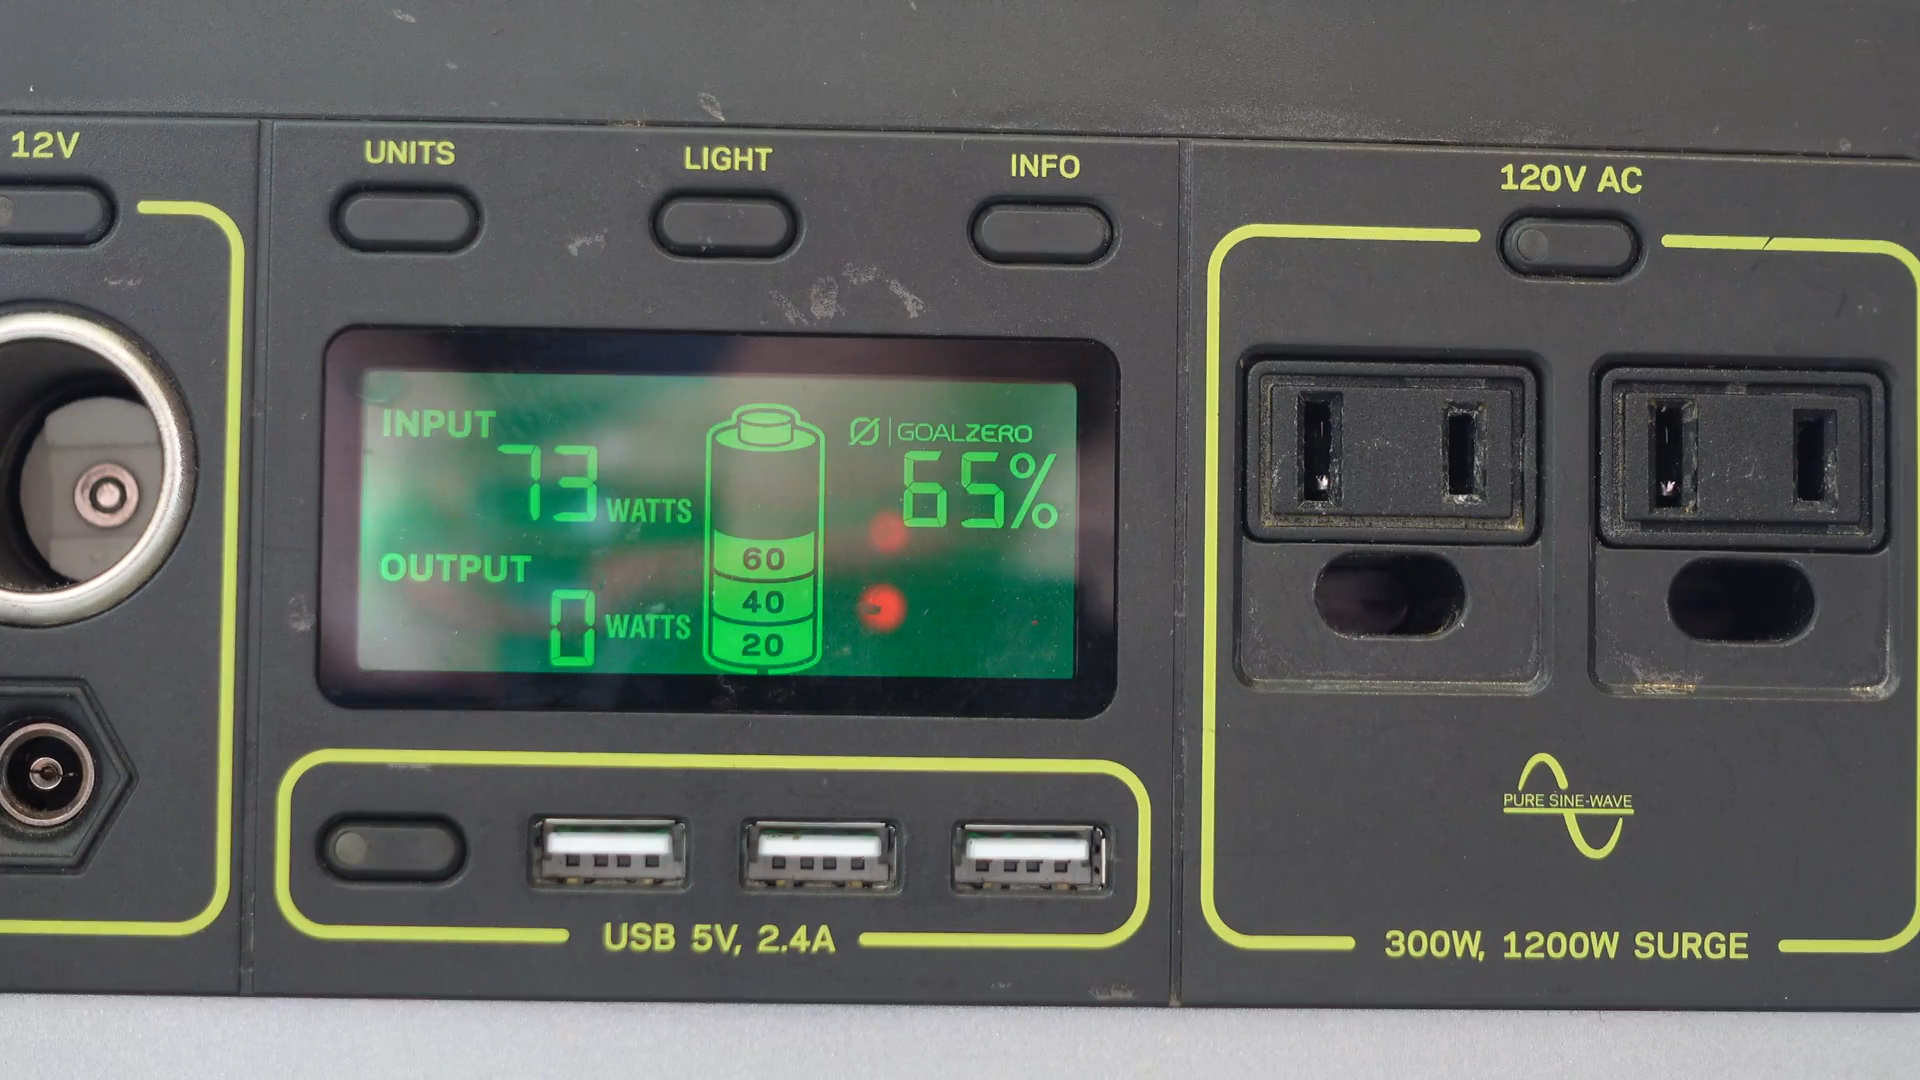 12V
UNITS
LIGHT
INFO
120V AC
INPUT
73 WATTS
OUTPUT
0 WATTS
60
40
20
GOALZERO
65%
USB 5V, 2.4A
PURE SINE-WAVE
300W, 1200W SURGE